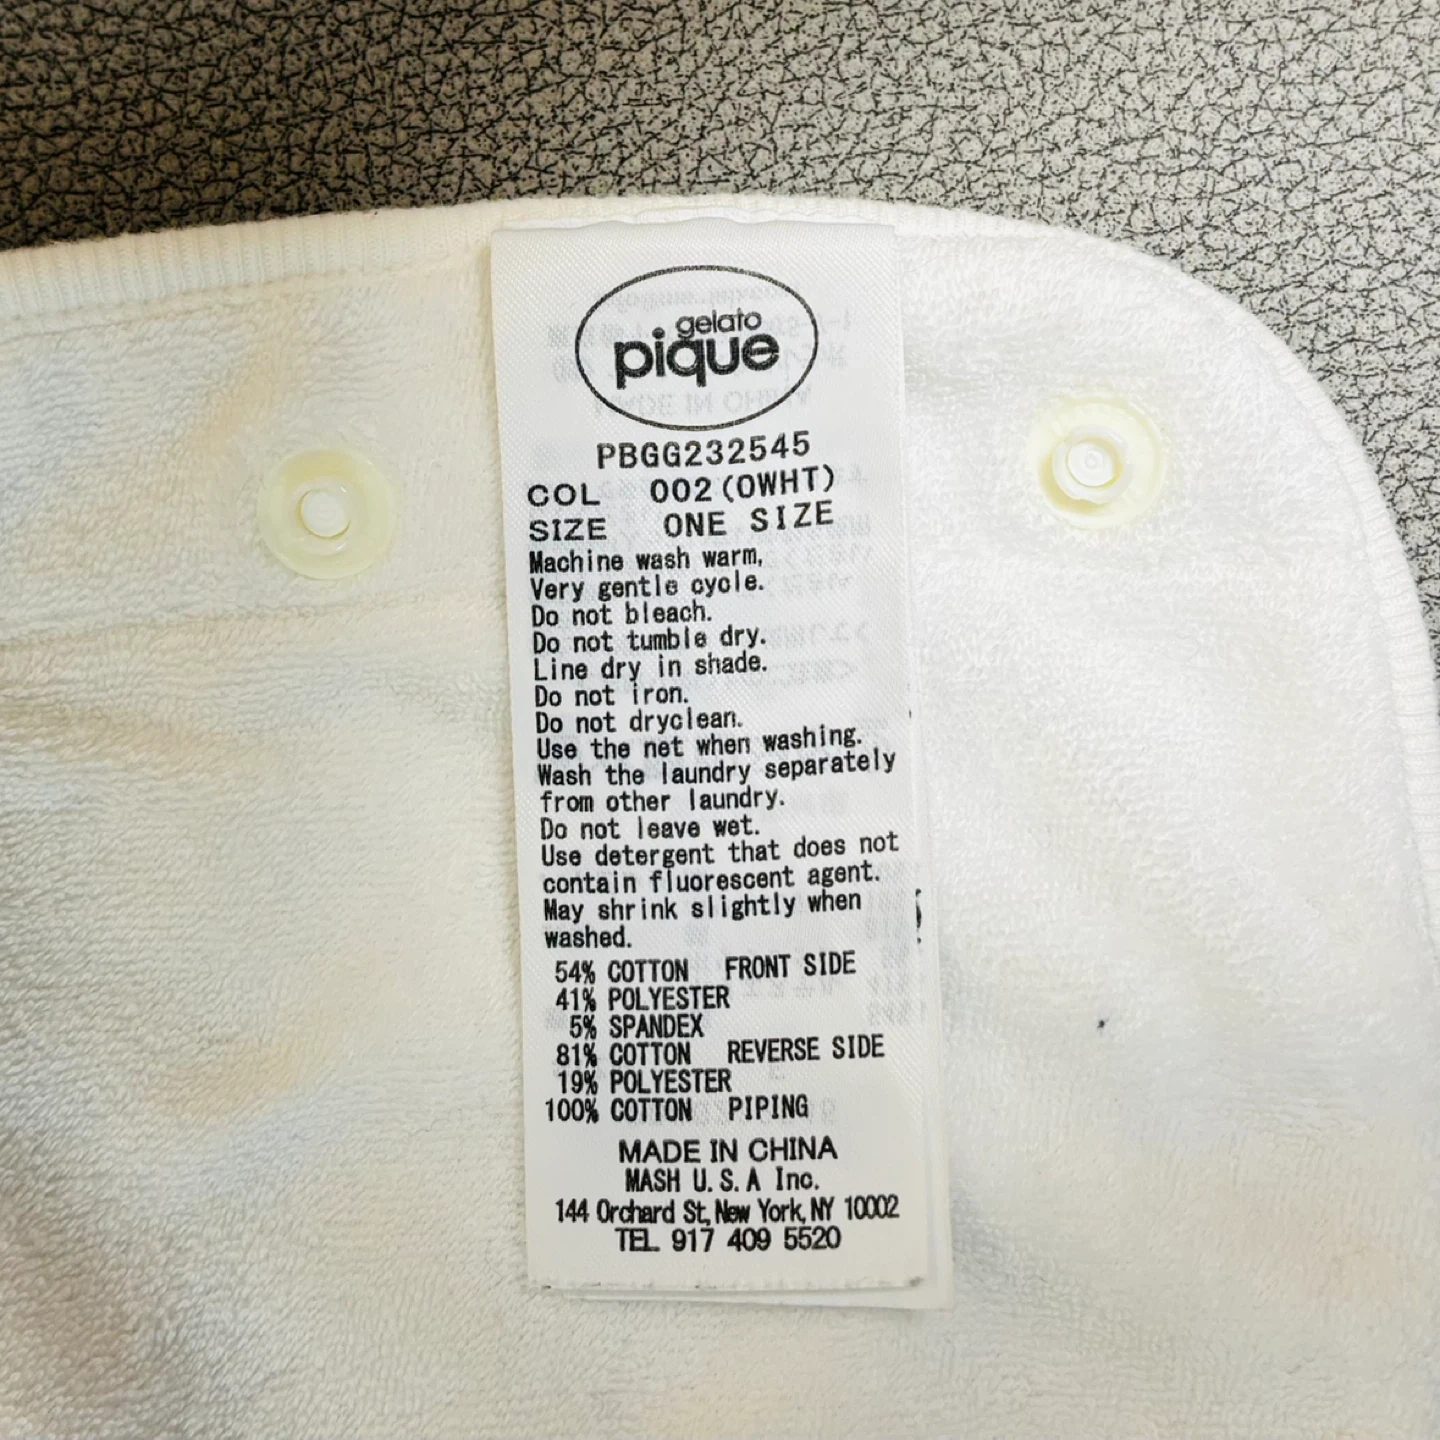 gelato
pique
PBGG232545
COL 002(OWHT)
SIZE ONE SIZE
Machine wash warm,
Very gentle cycle.
Do not bleach.
Do not tumble dry.
Line dry in shade.
Do not iron.
Do not dryclean.
Use the net when washing.
Wash the laundry separately
from other laundry.
Do not leave wet.
Use detergent that does not
contain fluorescent agent.
May shrink slightly when
washed.
54% COTTON FRONT SIDE
41% POLYESTER
5% SPANDEX
81% COTTON REVERSE SIDE
19% POLYESTER
100% COTTON PIPING
MADE IN CHINA
MASH U.S.A Inc.
144 Orchard St, New York, NY 10002
TEL 917 409 5520